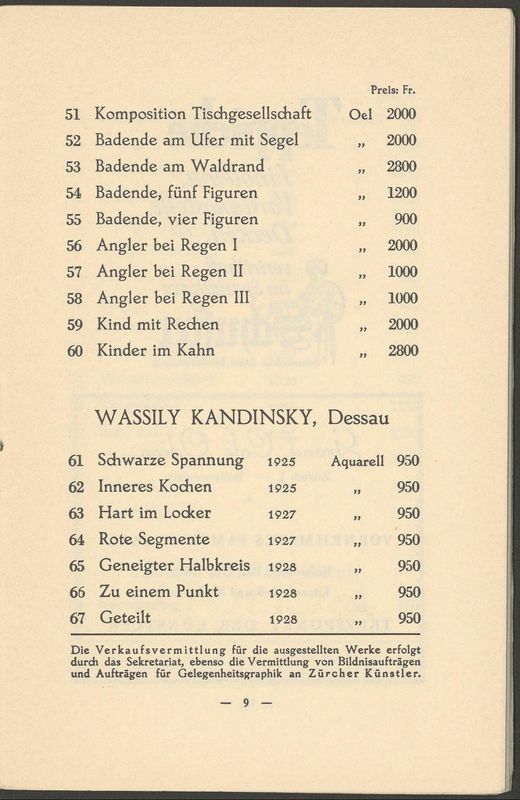 Preis: Fr.
51 Komposition Tischgesellschaft Oel 2000
52 Badende am Ufer mit Segel „ 2000
53 Badende am Waldrand „ 2800
54 Badende, fünf Figuren „ 1200
55 Badende, vier Figuren „ 900
56 Angler bei Regen I „ 2000
57 Angler bei Regen II „ 1000
58 Angler bei Regen III „ 1000
59 Kind mit Rechen „ 2000
60 Kinder im Kahn „ 2800
WASSILY KANDINSKY, Dessau
61 Schwarze Spannung 1925 Aquarell 950
62 Inneres Kochen 1925 „ 950
63 Hart im Locker 1927 „ 950
64 Rote Segmente 1927 „ 950
65 Geneigter Halbkreis 1928 „ 950
66 Zu einem Punkt 1928 „ 950
67 Geteilt 1928 „ 950
Die Verkaufsvermittlung für die ausgestellten Werke erfolgt
durch das Sekretariat, ebenso die Vermittlung von Bildnisaufträgen
und Aufträgen für Gelegenheitsgraphik an Zürcher Künstler.
— 9 —